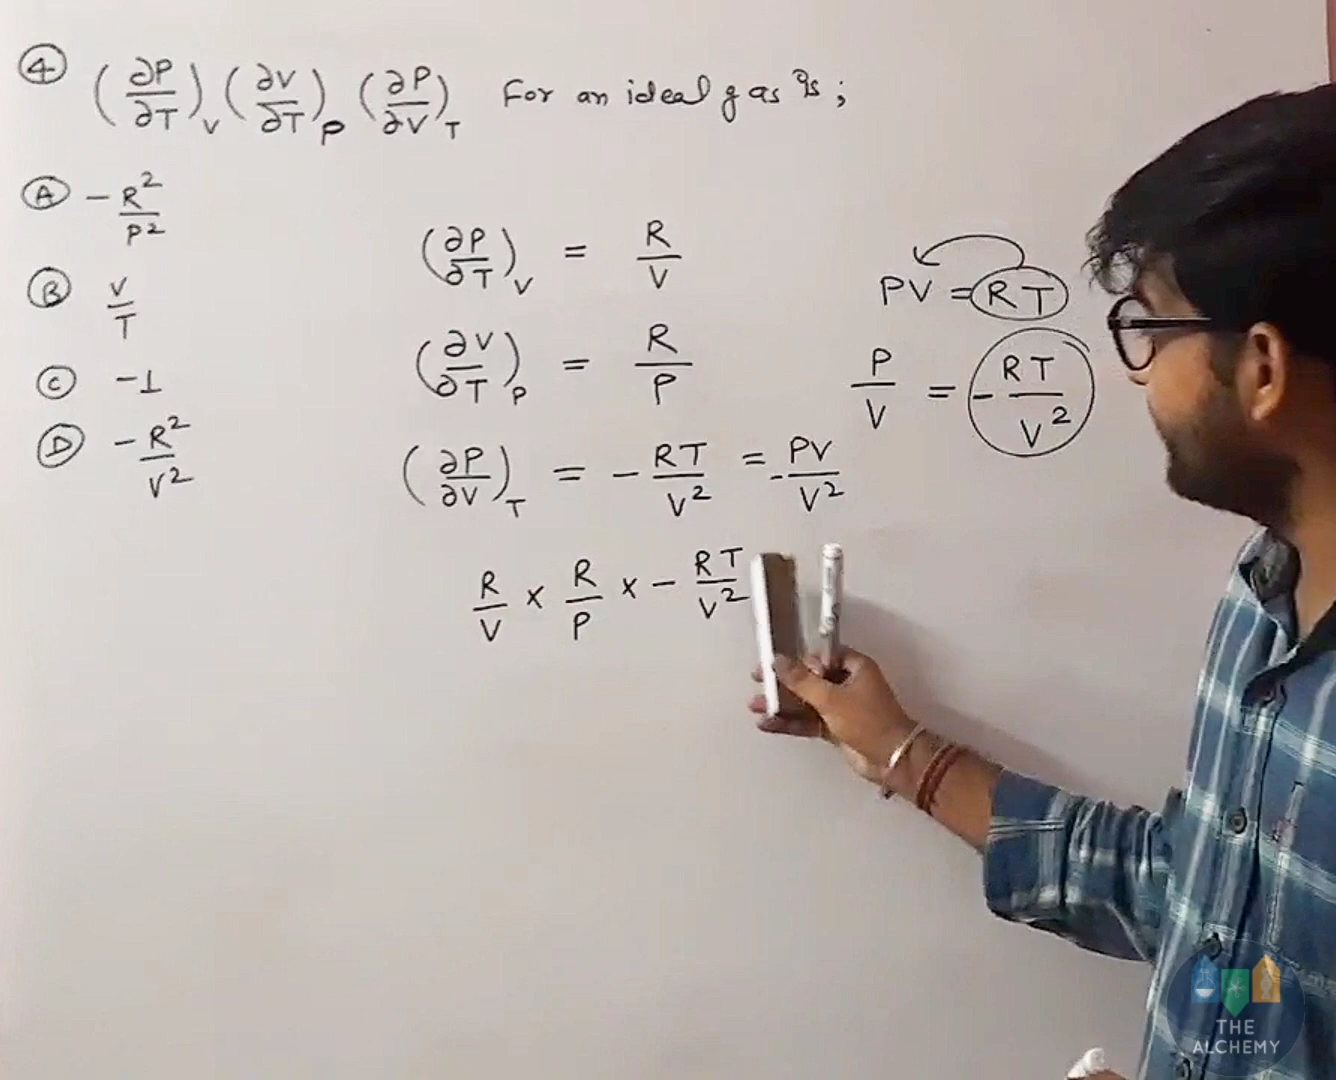 ④ (∂P/∂T)_V (∂V/∂T)_P (∂P/∂V)_T For an ideal gas is ;
Ⓐ -R²/P²
Ⓑ V/T
Ⓒ -1
Ⓓ -R²/V²
(∂P/∂T)_V = R/V
(∂V/∂T)_P = R/P
(∂P/∂V)_T = -RT/V² = -PV/V²
R/V × R/P × -RT/V²
PV = RT
P/V = -RT/V²
THE
ALCHEMY